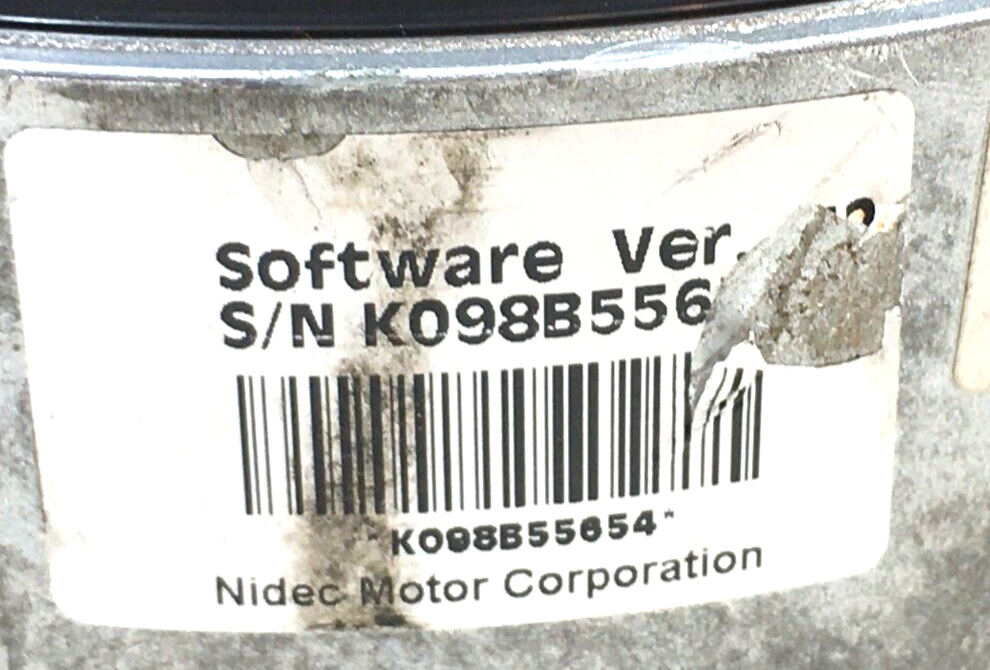 Software Ver.
S/N K098B556
*K098B55654*
Nidec Motor Corporation